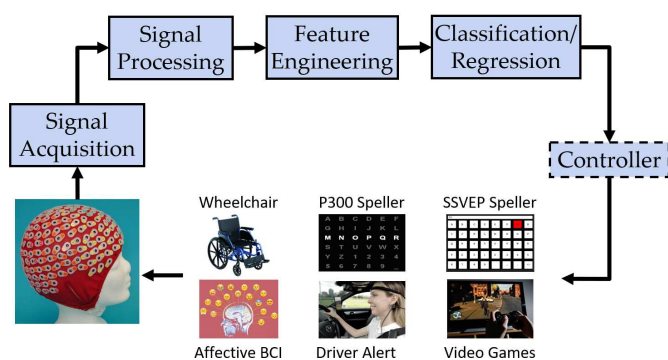 Signal
Processing
Feature
Engineering
Classification/
Regression
Signal
Acquisition
Controller
Wheelchair
P300 Speller
SSVEP Speller
A B C D E F
G H I J K L
M N O P Q R
S T U V W X
Y Z 1 2 3 4
5 6 7 8 9 _
Affective BCI
Driver Alert
Video Games